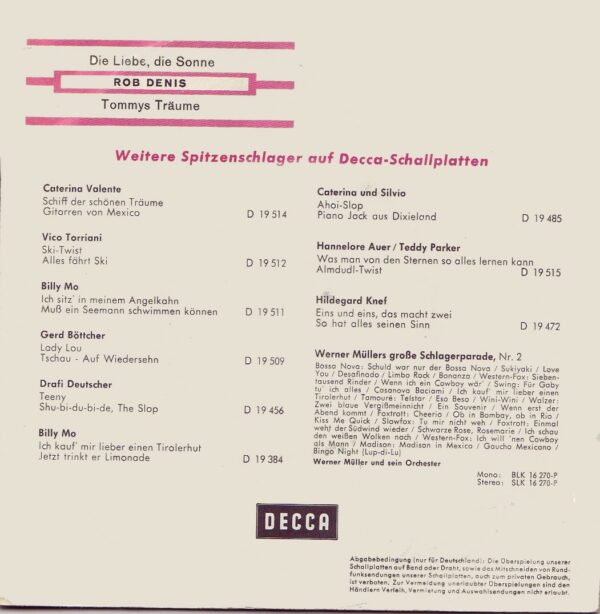 Die Liebe, die Sonne
ROB DENIS
Tommys Träume
Weitere Spitzenschlager auf Decca-Schallplatten
Caterina Valente
Schiff der schönen Träume
Gitarren von Mexico D 19 514
Vico Torriani
Ski-Twist
Alles fährt Ski D 19 512
Billy Mo
Ich sitz' in meinem Angelkahn
Muß ein Seemann schwimmen können D 19 511
Gerd Böttcher
Lady Lou
Tschau - Auf Wiedersehn D 19 509
Drafi Deutscher
Teeny
Shu-bi-du-bi-de, The Slop D 19 456
Billy Mo
Ich kauf' mir lieber einen Tirolerhut
Jetzt trinkt er Limonade D 19 384
Caterina und Silvio
Ahoi-Slop
Piano Jack aus Dixieland D 19 485
Hannelore Auer / Teddy Parker
Was man von den Sternen so alles lernen kann
Almdudl-Twist D 19 515
Hildegard Knef
Eins und eins, das macht zwei
So hat alles seinen Sinn D 19 472
Werner Müllers große Schlagerparade, Nr. 2
Bossa Nova: Schuld war nur der Bossa Nova / Sukiyaki / Love
You / Desafinado / Limbo Rock / Bonanza / Western-Fox: Sieben-
tausend Rinder / Wenn ich ein Cowboy wär' / Swing: Für Gaby
tu' ich alles / Casanova Baciami / Ich kauf' mir lieber einen
Tirolerhut / Tamouré: Telstar / Eso Beso / Wini-Wini / Walzer:
Zwei blaue Vergißmeinnicht / Ein Souvenir / Wenn erst der
Abend kommt / Foxtrott: Cheerio / Ob in Bombay, ob in Rio /
Kiss Me Quick / Slowfox: Tu mir nicht weh / Foxtrott: Einmal
weht der Südwind wieder / Schwarze Rose, Rosemarie / Ich schau
den weißen Wolken nach / Western-Fox: Ich will 'nen Cowboy
als Mann / Madison: Madison in Mexico / Gaucho Mexicano /
Bingo Night (Lup-di-Lu)
Werner Müller und sein Orchester
Mono: BLK 16 270-P
Stereo: SLK 16 270-P
DECCA
Abgabebedingung (nur für Deutschland): Die Überspielung unserer
Schallplatten auf Band oder Draht, sowie das Mitschneiden von Rund-
funksendungen unserer Schallplatten, auch zum privaten Gebrauch,
ist verboten. Zur Vermeidung unerlaubter Überspielungen sind den
Händlern Verleih, Vermietung und Auswahlsendungen nicht erlaubt.